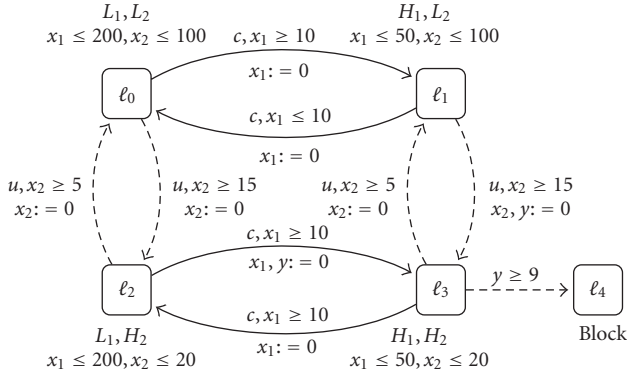 L₁, L₂
x₁ ≤ 200, x₂ ≤ 100
c, x₁ ≥ 10
x₁: = 0
H₁, L₂
x₁ ≤ 50, x₂ ≤ 100
ℓ₀
ℓ₁
c, x₁ ≤ 10
x₁: = 0
u, x₂ ≥ 5
x₂: = 0
u, x₂ ≥ 15
x₂: = 0
u, x₂ ≥ 5
x₂: = 0
u, x₂ ≥ 15
x₂, y: = 0
c, x₁ ≥ 10
x₁, y: = 0
ℓ₂
ℓ₃
y ≥ 9
ℓ₄
Block
c, x₁ ≥ 10
x₁: = 0
L₁, H₂
x₁ ≤ 200, x₂ ≤ 20
H₁, H₂
x₁ ≤ 50, x₂ ≤ 20